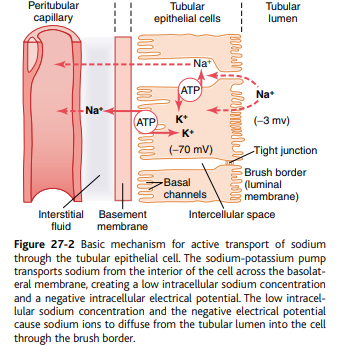 Peritubular capillary
Tubular epithelial cells
Tubular lumen
Na+
ATP
Na+
Na+
ATP
K+
K+
(–3 mv)
(–70 mV)
Tight junction
Basal channels
Brush border (luminal membrane)
Interstitial fluid
Basement membrane
Intercellular space
Figure 27-2 Basic mechanism for active transport of sodium
through the tubular epithelial cell. The sodium-potassium pump
transports sodium from the interior of the cell across the basolat-
eral membrane, creating a low intracellular sodium concentration
and a negative intracellular electrical potential. The low intracel-
lular sodium concentration and the negative electrical potential
cause sodium ions to diffuse from the tubular lumen into the cell
through the brush border.